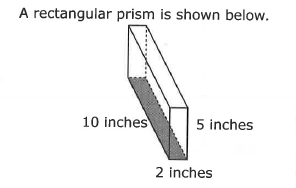 A rectangular prism is shown below.
10 inches
5 inches
2 inches